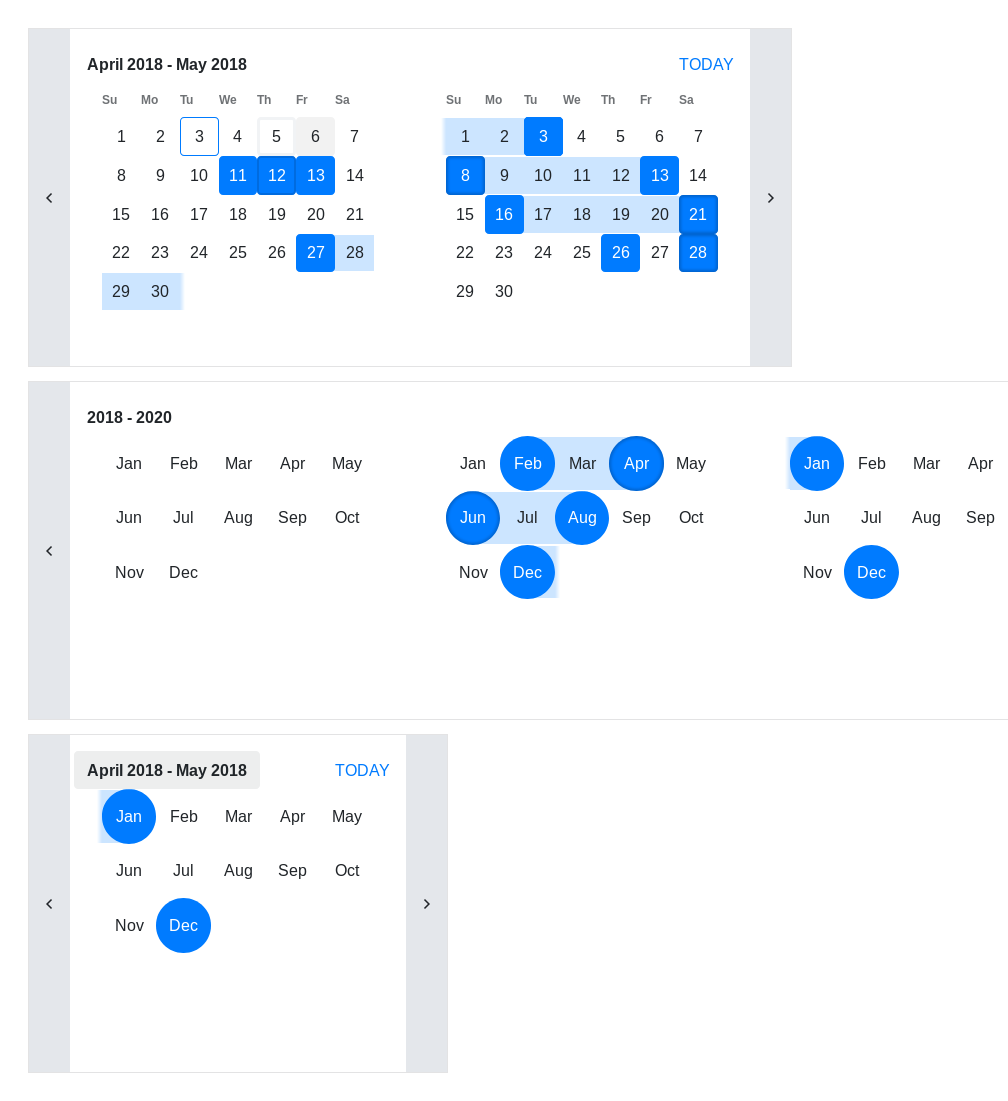 April 2018 - May 2018 TODAY
Su Mo Tu We Th Fr Sa Su Mo Tu We Th Fr Sa
1 2 3 4 5 6 7 1 2 3 4 5 6 7
8 9 10 11 12 13 14 8 9 10 11 12 13 14
15 16 17 18 19 20 21 15 16 17 18 19 20 21
22 23 24 25 26 27 28 22 23 24 25 26 27 28
29 30 29 30
2018 - 2020
Jan Feb Mar Apr May Jan Feb Mar Apr May Jan Feb Mar Apr
Jun Jul Aug Sep Oct Jun Jul Aug Sep Oct Jun Jul Aug Sep
Nov Dec Nov Dec Nov Dec
April 2018 - May 2018 TODAY
Jan Feb Mar Apr May
Jun Jul Aug Sep Oct
Nov Dec